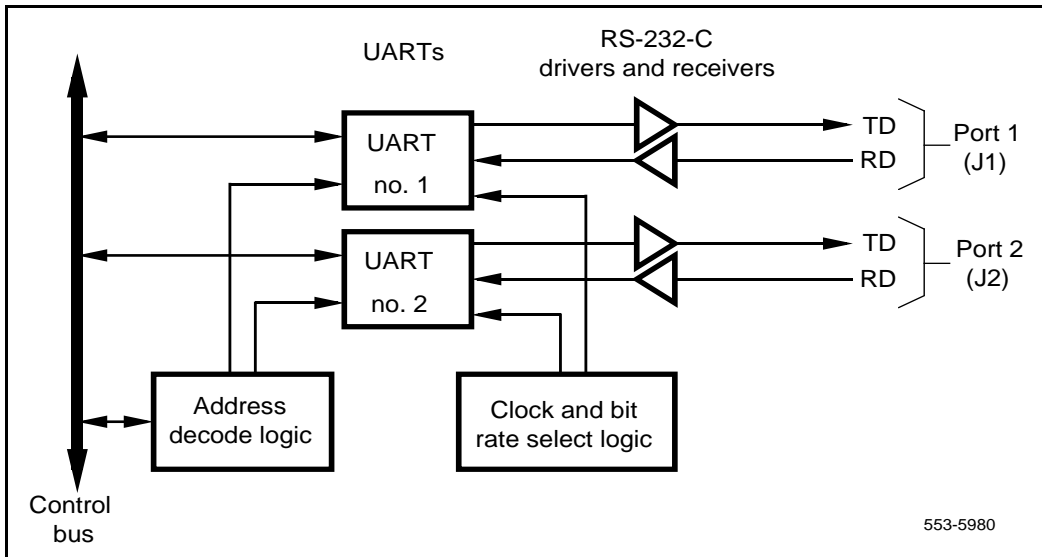 UARTs
RS-232-C
drivers and receivers
UART
no. 1
TD
RD
Port 1
(J1)
UART
no. 2
TD
RD
Port 2
(J2)
Address
decode logic
Clock and bit
rate select logic
Control
bus
553-5980